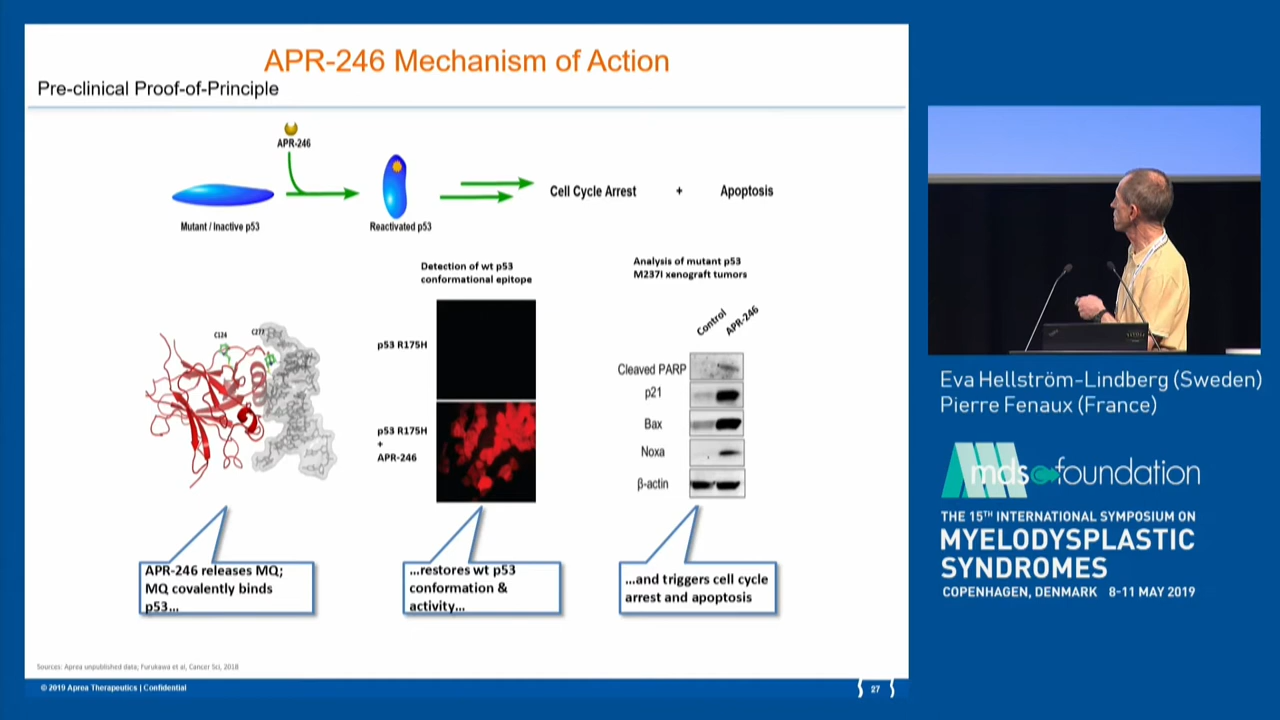 APR-246 Mechanism of Action
Pre-clinical Proof-of-Principle
APR-246
Mutant / Inactive p53
Reactivated p53
Cell Cycle Arrest + Apoptosis
Detection of wt p53
conformational epitope
p53 R175H
p53 R175H
+
APR-246
Analysis of mutant p53
M237I xenograft tumors
Control
APR-246
Cleaved PARP
p21
Bax
Noxa
β-actin
C124
C277
APR-246 releases MQ;
MQ covalently binds
p53...
...restores wt p53
conformation &
activity...
...and triggers cell cycle
arrest and apoptosis
Sources: Aprea unpublished data, Furukawa et al, Cancer Sci, 2018
© 2019 Aprea Therapeutics | Confidential
27
Eva Hellström-Lindberg (Sweden)
Pierre Fenaux (France)
mds foundation
THE 15TH INTERNATIONAL SYMPOSIUM ON
MYELODYSPLASTIC
SYNDROMES
COPENHAGEN, DENMARK 8-11 MAY 2019